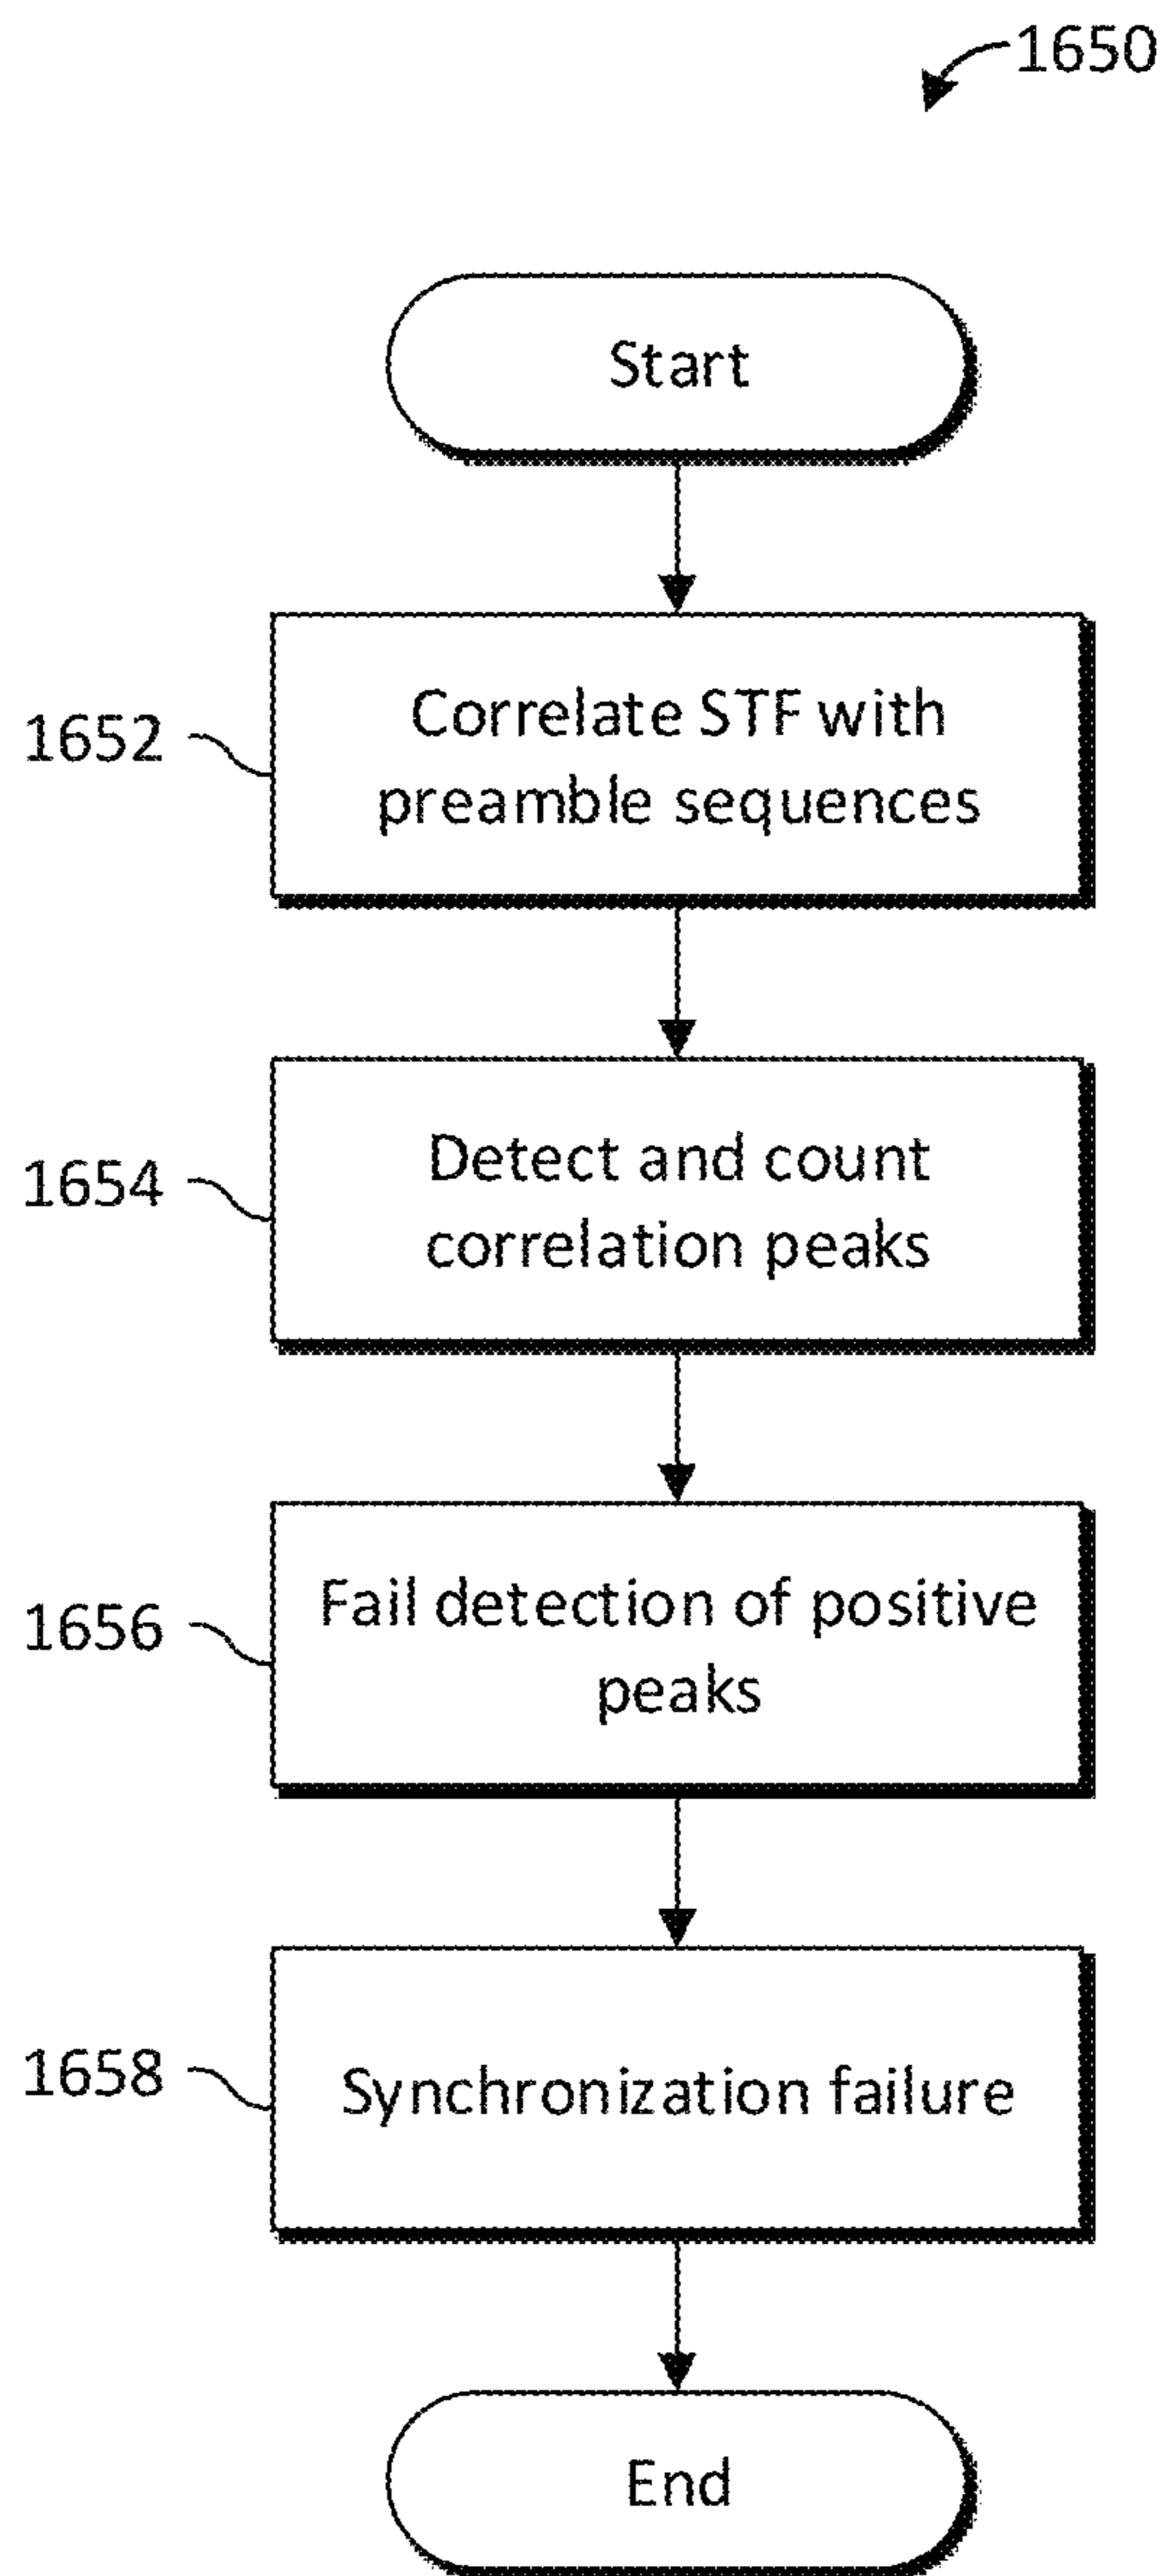 1650
Start
1652
Correlate STF with
preamble sequences
1654
Detect and count
correlation peaks
1656
Fail detection of positive
peaks
1658
Synchronization failure
End